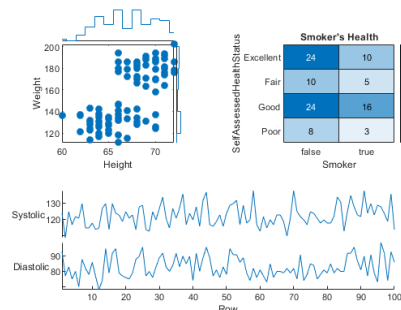 Smoker's Health
SelfAssessedHealthStatus
Excellent 24 10
Fair 10 5
Good 24 16
Poor 8 3
false true
Smoker
Weight
200
180
160
140
120
60 65 70
Height
Systolic
130
120
Diastolic
90
80
10 20 30 40 50 60 70 80 90 100
Row